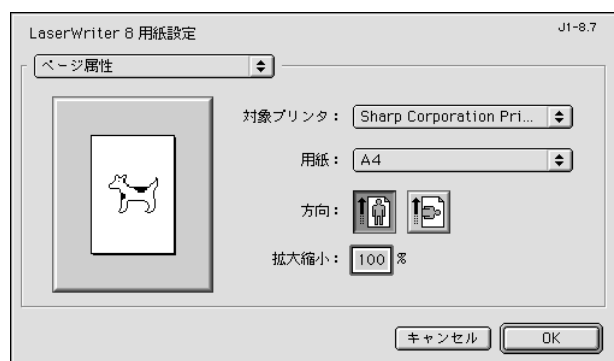 LaserWriter 8 用紙設定
J1-8.7
ページ属性
対象プリンタ： Sharp Corporation Pri...
用紙： A4
方向：
拡大縮小： 100 %
キャンセル OK